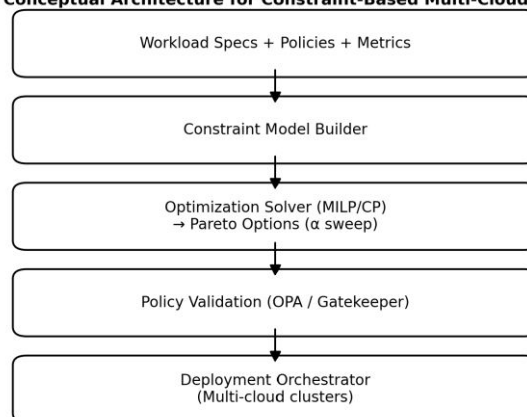 Conceptual Architecture for Constraint-Based Multi-Cloud
Workload Specs + Policies + Metrics
Constraint Model Builder
Optimization Solver (MILP/CP)
→ Pareto Options (α sweep)
Policy Validation (OPA / Gatekeeper)
Deployment Orchestrator
(Multi-cloud clusters)